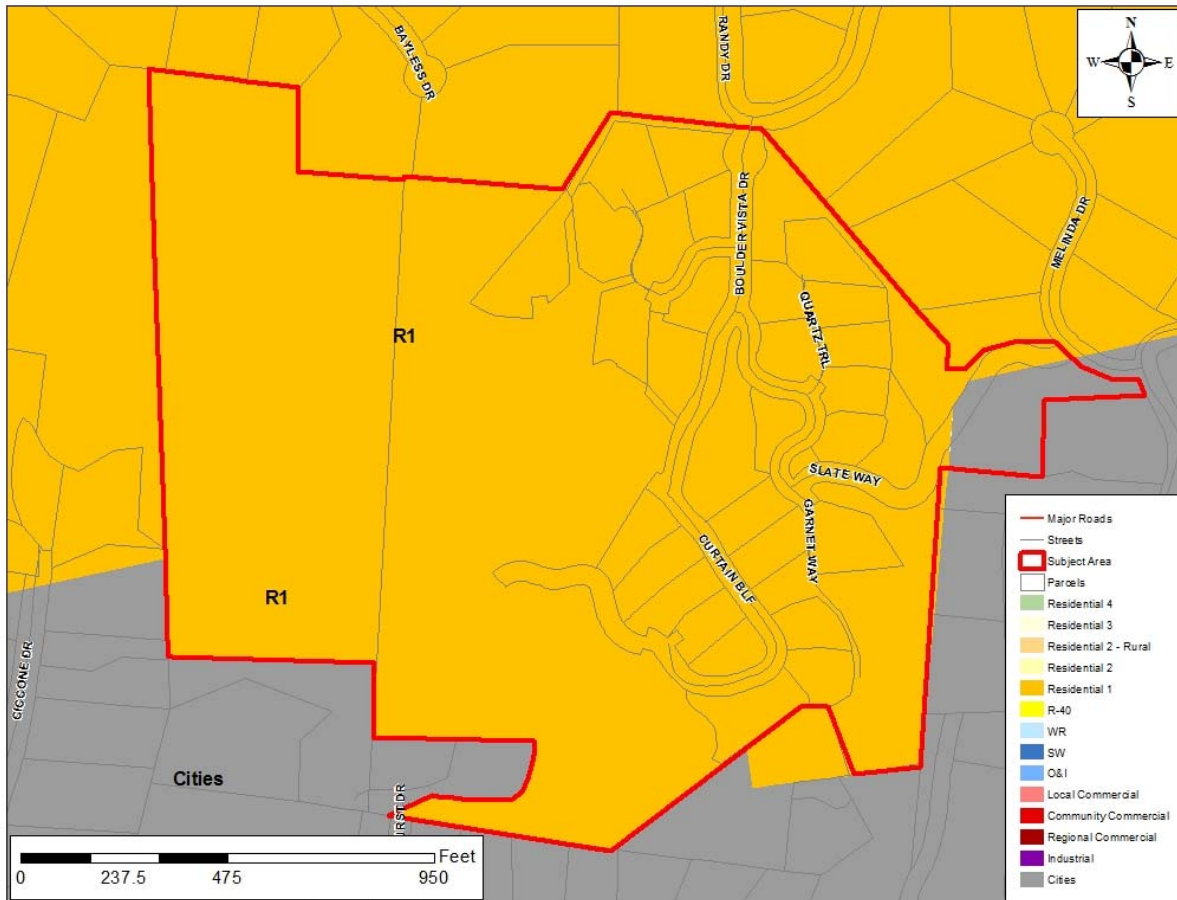 BAYLESS DR
RANDY DR
N
W E
S
BOULDER VISTA DR
MELINDA DR
QUARTZ TRL
R1
SLATE WAY
GARNET WAY
CURTAIN BLF
R1
CICCONE DR
Cities
URST DR
Feet
0 237.5 475 950
Major Roads
Streets
Subject Area
Parcels
Residential 4
Residential 3
Residential 2 - Rural
Residential 2
Residential 1
R-40
WR
SW
O&I
Local Commercial
Community Commercial
Regional Commercial
Industrial
Cities